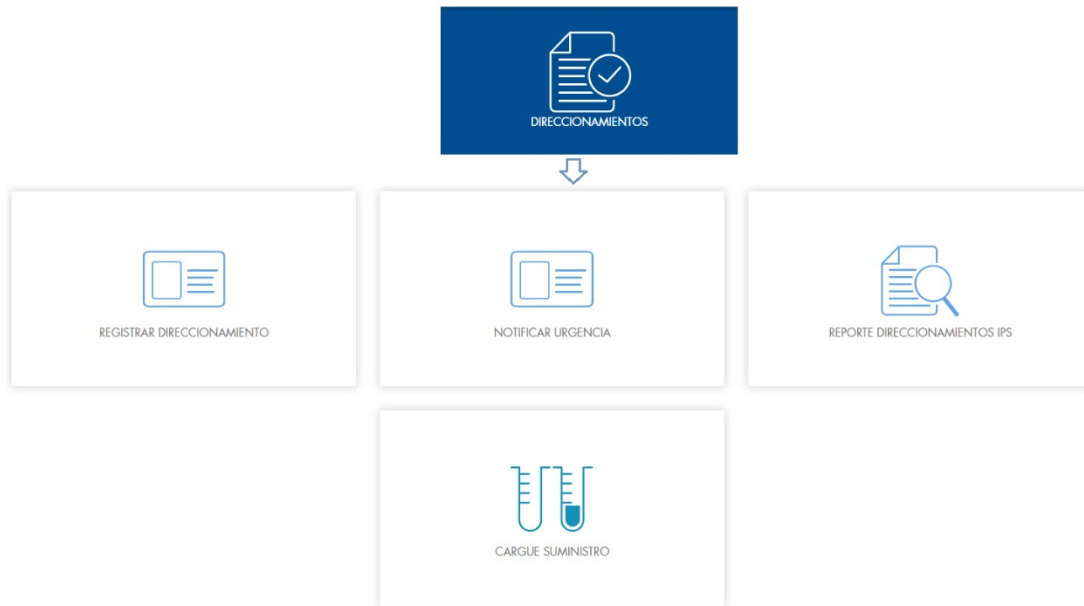 DIRECCIONAMIENTOS
REGISTRAR DIRECCIONAMIENTO
NOTIFICAR URGENCIA
REPORTE DIRECCIONAMIENTOS IPS
CARGUE SUMINISTRO